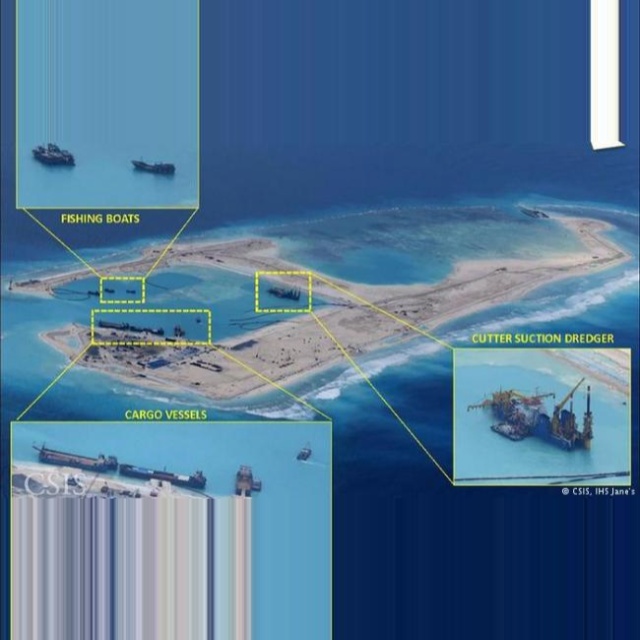 FISHING BOATS
CUTTER SUCTION DREDGER
CARGO VESSELS
CSIS
© CSIS, IHS Jane's